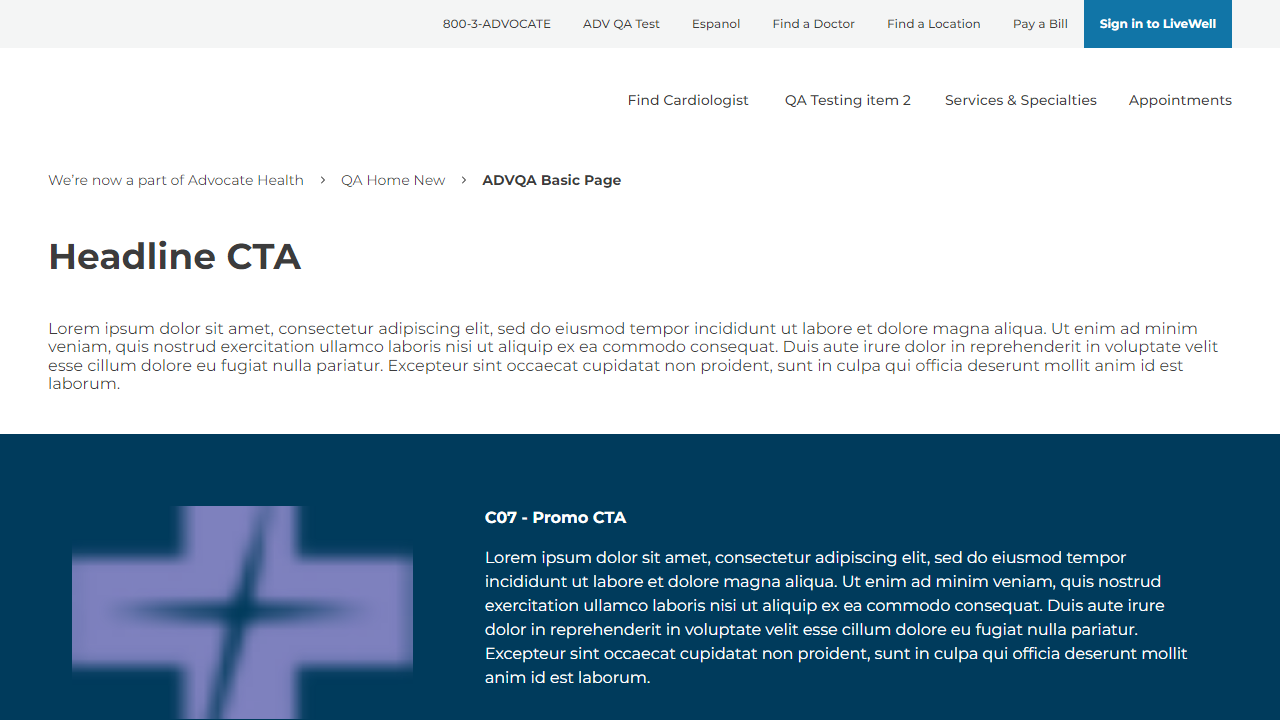 800-3-ADVOCATE ADV QA Test Espanol Find a Doctor Find a Location Pay a Bill Sign in to LiveWell
Find Cardiologist QA Testing item 2 Services & Specialties Appointments
We’re now a part of Advocate Health > QA Home New > ADVQA Basic Page
Headline CTA
Lorem ipsum dolor sit amet, consectetur adipiscing elit, sed do eiusmod tempor incididunt ut labore et dolore magna aliqua. Ut enim ad minim
veniam, quis nostrud exercitation ullamco laboris nisi ut aliquip ex ea commodo consequat. Duis aute irure dolor in reprehenderit in voluptate velit
esse cillum dolore eu fugiat nulla pariatur. Excepteur sint occaecat cupidatat non proident, sunt in culpa qui officia deserunt mollit anim id est
laborum.
C07 - Promo CTA
Lorem ipsum dolor sit amet, consectetur adipiscing elit, sed do eiusmod tempor
incididunt ut labore et dolore magna aliqua. Ut enim ad minim veniam, quis nostrud
exercitation ullamco laboris nisi ut aliquip ex ea commodo consequat. Duis aute irure
dolor in reprehenderit in voluptate velit esse cillum dolore eu fugiat nulla pariatur.
Excepteur sint occaecat cupidatat non proident, sunt in culpa qui officia deserunt mollit
anim id est laborum.